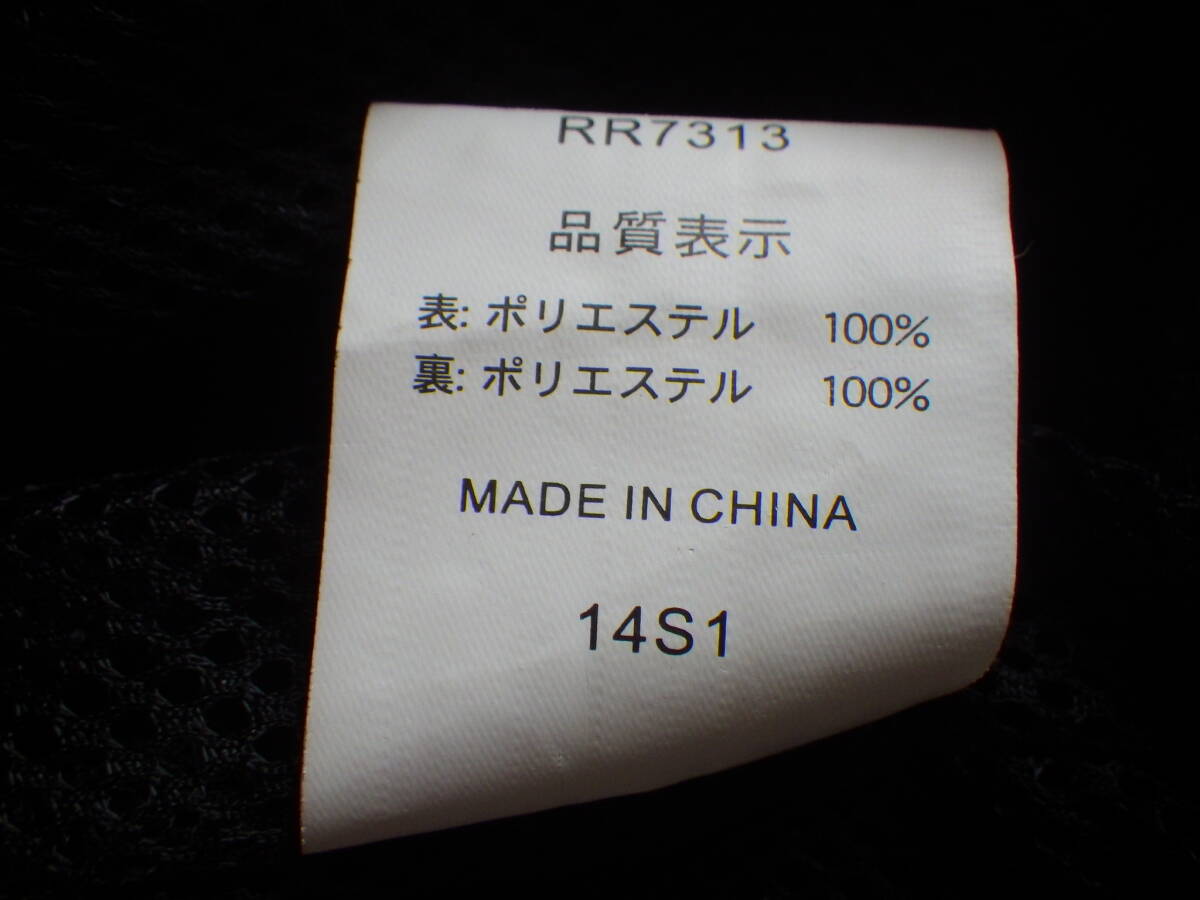 RR7313
品質表示
表: ポリエステル 100%
裏: ポリエステル 100%
MADE IN CHINA
14S1